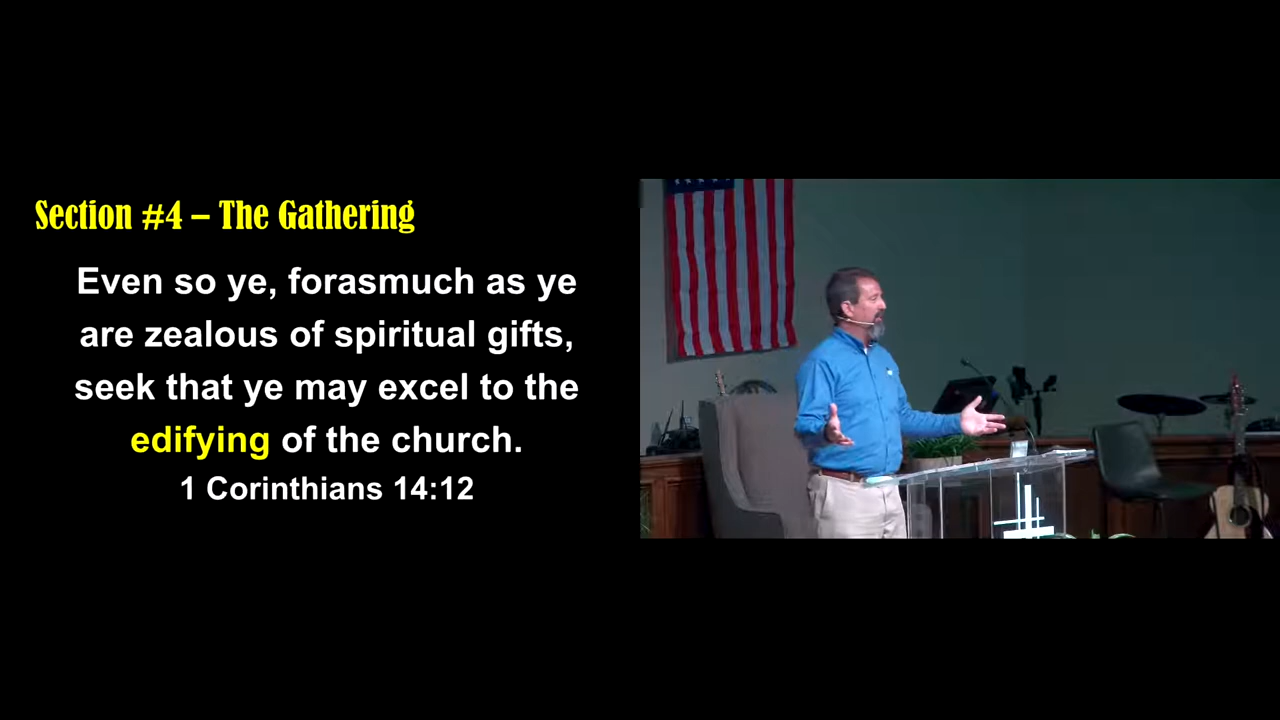 Section #4 – The Gathering
Even so ye, forasmuch as ye
are zealous of spiritual gifts,
seek that ye may excel to the
edifying of the church.
1 Corinthians 14:12